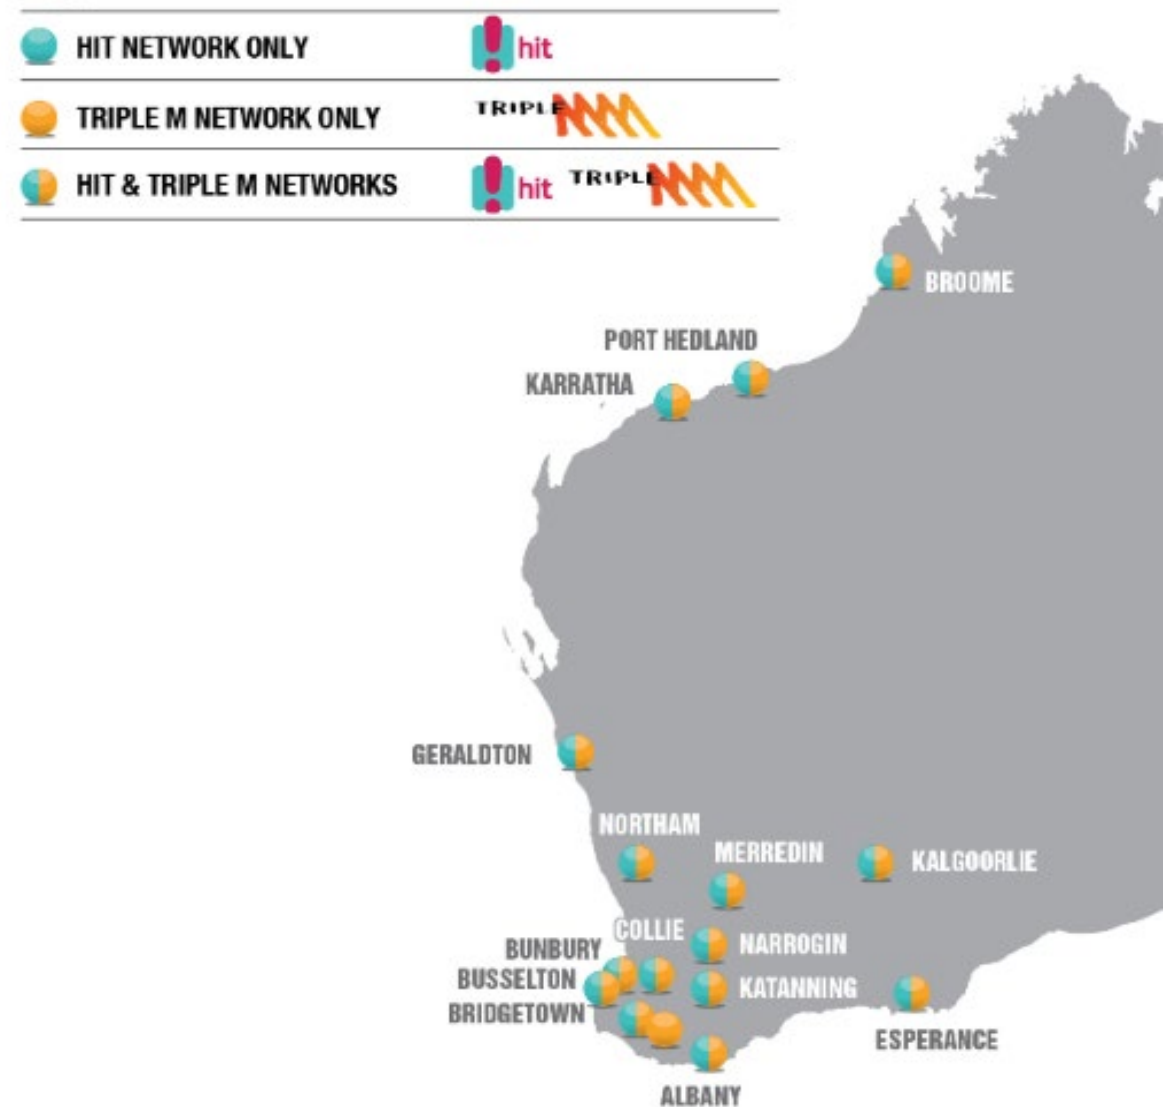 HIT NETWORK ONLY hit
TRIPLE M NETWORK ONLY TRIPLE M
HIT & TRIPLE M NETWORKS hit TRIPLE M
BROOME
PORT HEDLAND
KARRATHA
GERALDTON
NORTHAM
MERREDIN
KALGOORLIE
COLLIE
NARROGIN
BUNBURY
BUSSELTON
KATANNING
BRIDGETOWN
ESPERANCE
ALBANY